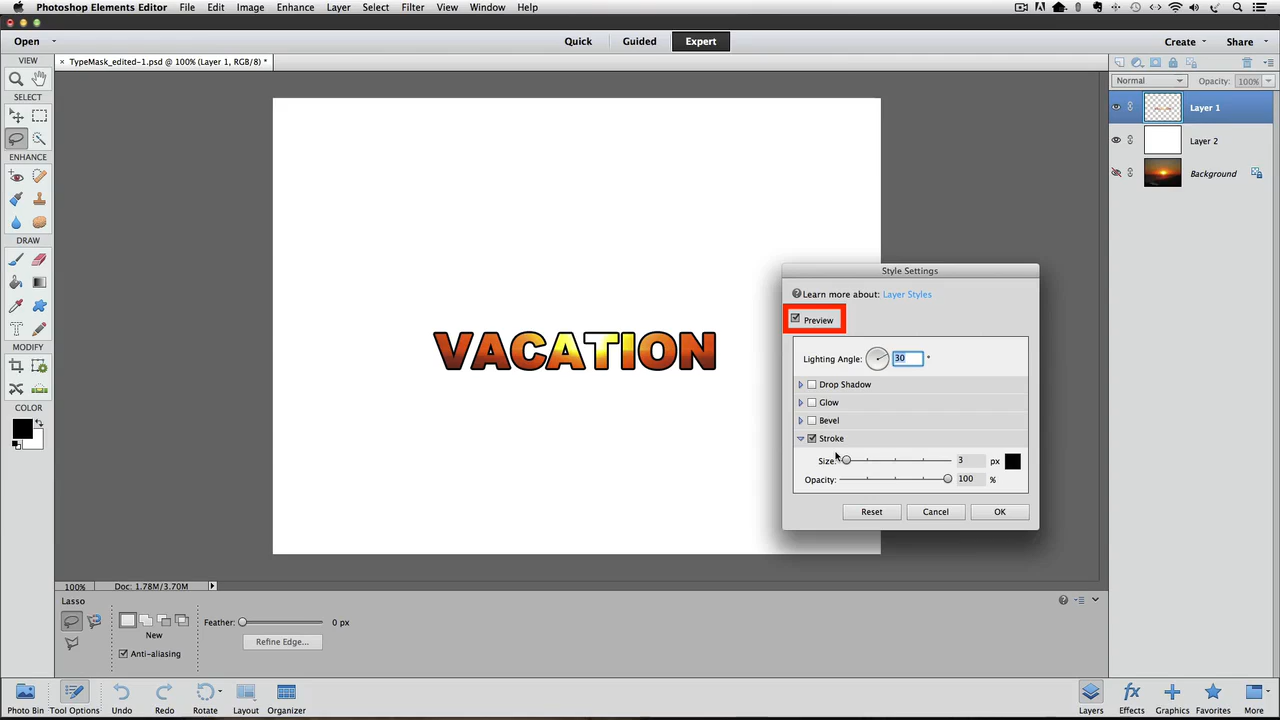 Photoshop Elements Editor File Edit Image Enhance Layer Select Filter View Window Help
Open Quick Guided Expert Create Share
VIEW
TypeMask_edited-1.psd @ 100% (Layer 1, RGB/8) *
Normal Opacity: 100%
SELECT
Layer 1
Layer 2
ENHANCE
Background
DRAW
MODIFY
COLOR
VACATION
Style Settings
Learn more about: Layer Styles
Preview
Lighting Angle: 30 °
Drop Shadow
Glow
Bevel
Stroke
Size: 3 px
Opacity: 100 %
Reset Cancel OK
100% Doc: 1.78M/3.70M
Lasso
New
Feather: 0 px
Refine Edge...
Anti-aliasing
Photo Bin Tool Options Undo Redo Rotate Layout Organizer Layers Effects Graphics Favorites More